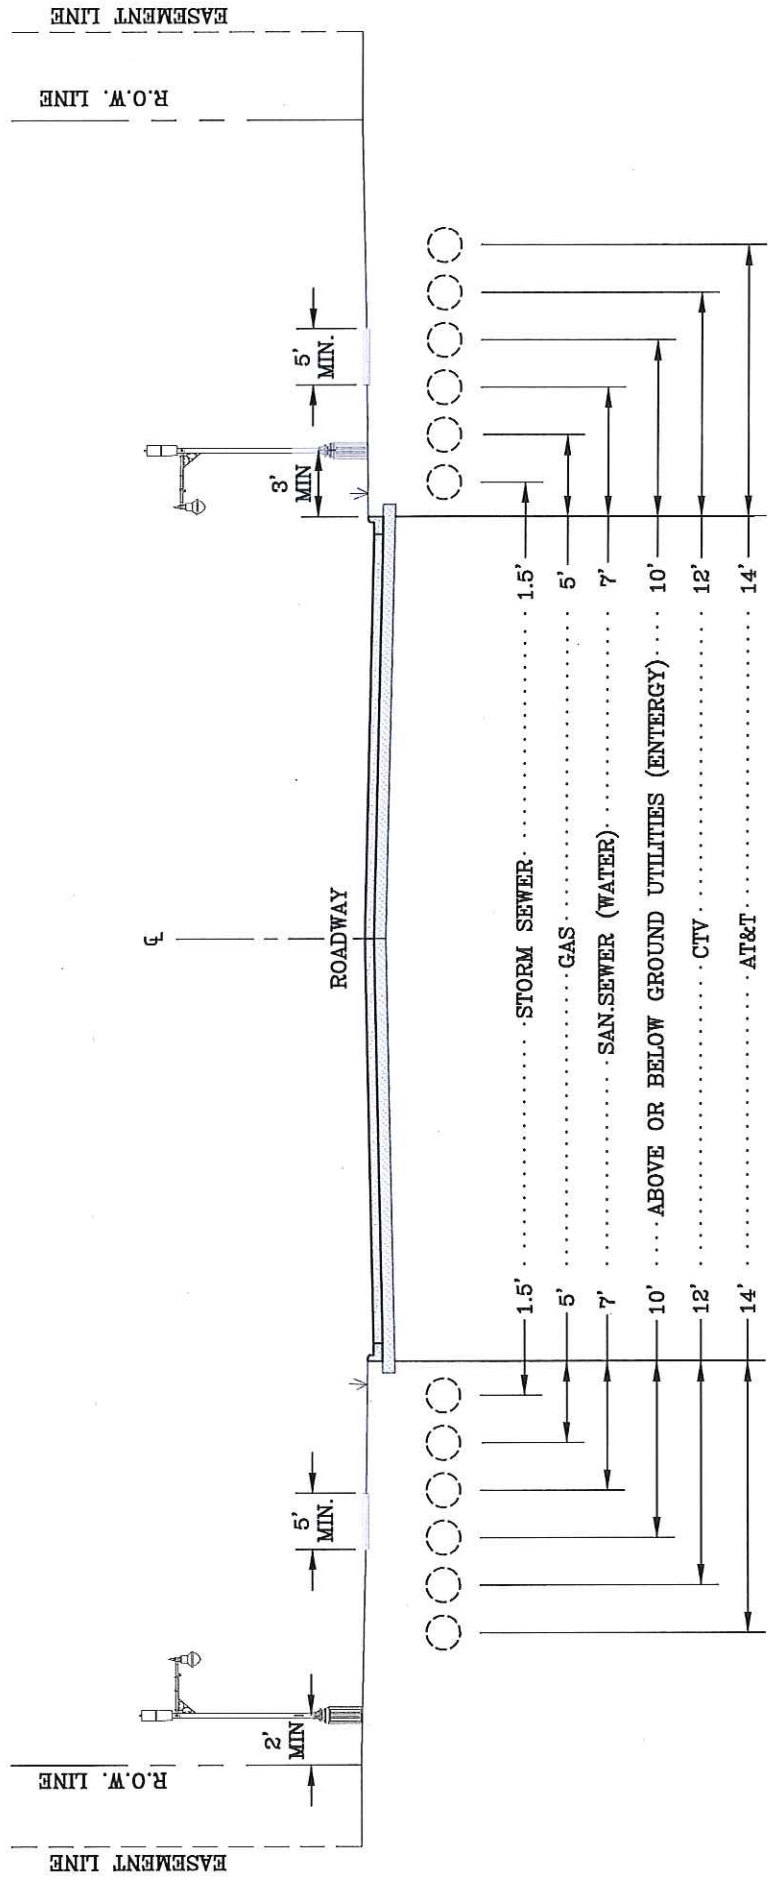 EASEMENT LINE
R.O.W. LINE
2'
MIN
5'
MIN.
℄
ROADWAY
3'
MIN
5'
MIN.
R.O.W. LINE
EASEMENT LINE
1.5' STORM SEWER 1.5'
5' GAS 5'
7' SAN.SEWER (WATER) 7'
10' ABOVE OR BELOW GROUND UTILITIES (ENTERGY) 10'
12' CTV 12'
14' AT&T 14'